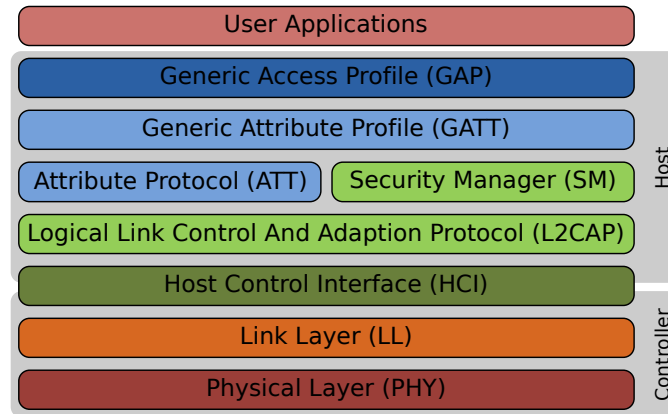 User Applications
Generic Access Profile (GAP)
Generic Attribute Profile (GATT)
Attribute Protocol (ATT)
Security Manager (SM)
Logical Link Control And Adaption Protocol (L2CAP)
Host
Host Control Interface (HCI)
Link Layer (LL)
Physical Layer (PHY)
Controller